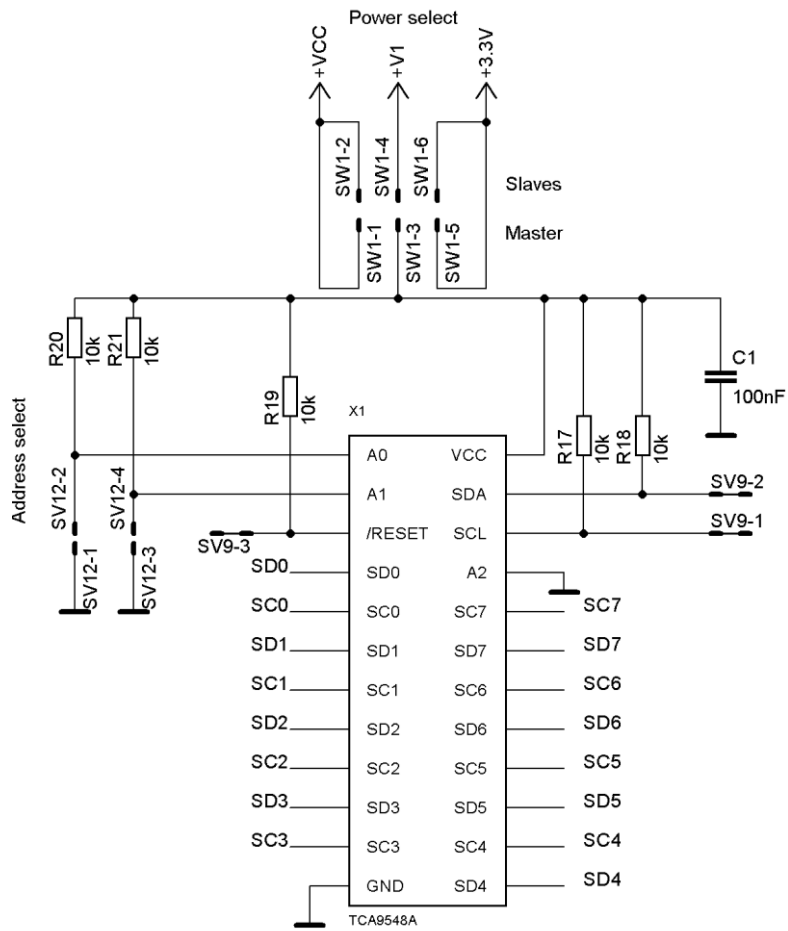 Power select
+VCC
+V1
+3.3V
SW1-2
SW1-4
SW1-6
Slaves
SW1-1
SW1-3
SW1-5
Master
R20
10k
R21
10k
R19
10k
X1
R17
10k
R18
10k
C1
100nF
Address select
SV12-2
SV12-4
SV12-1
SV12-3
A0
VCC
A1
SDA
SV9-2
SV9-3
/RESET
SCL
SV9-1
SD0
SD0
A2
SC0
SC0
SC7
SC7
SD1
SD1
SD7
SD7
SC1
SC1
SC6
SC6
SD2
SD2
SD6
SD6
SC2
SC2
SC5
SC5
SD3
SD3
SD5
SD5
SC3
SC3
SC4
SC4
GND
SD4
SD4
TCA9548A